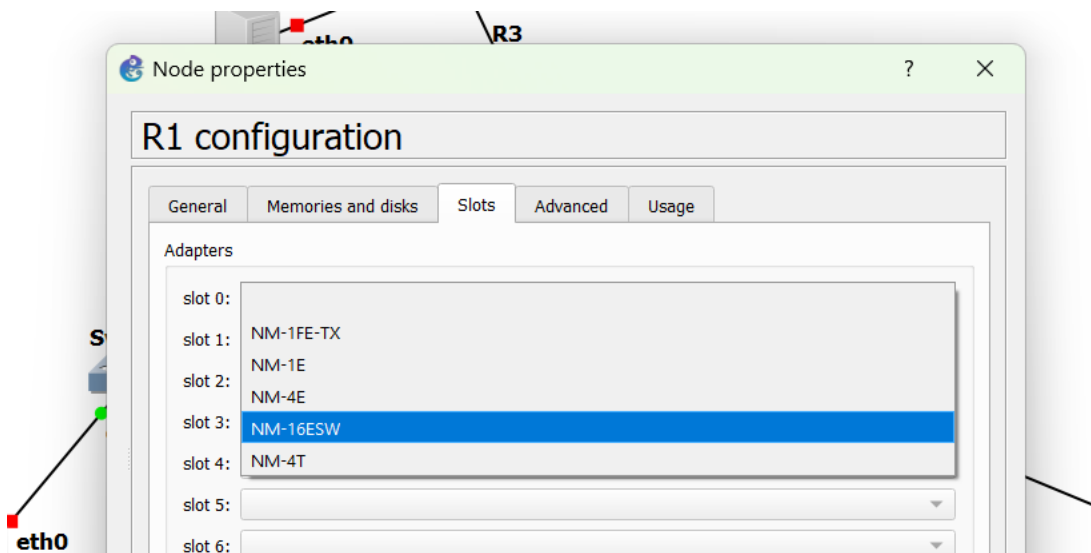 eth0
R3
Node properties
?
R1 configuration
General
Memories and disks
Slots
Advanced
Usage
Adapters
slot 0:
slot 1:
NM-1FE-TX
NM-1E
slot 2:
NM-4E
slot 3:
NM-16ESW
slot 4:
NM-4T
slot 5:
slot 6:
eth0